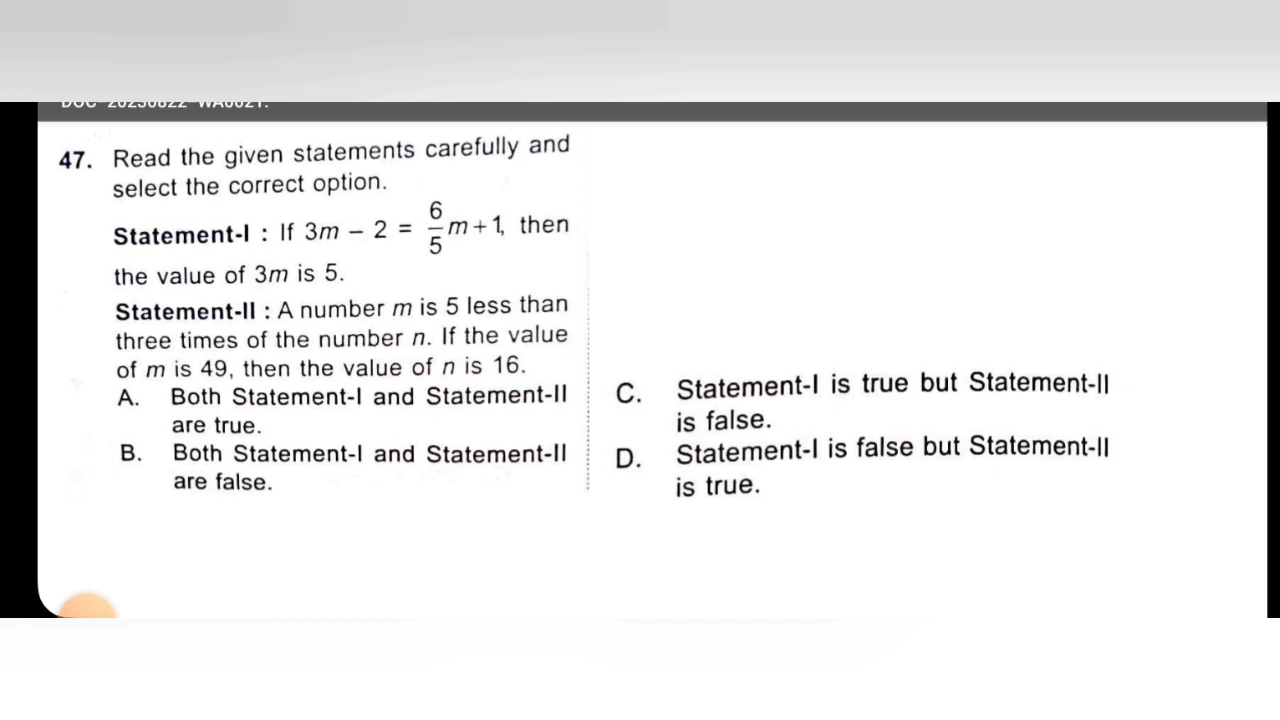 DOC-20230822-WA0021.
47. Read the given statements carefully and
select the correct option.
Statement-I : If 3m − 2 = 6/5 m + 1, then
the value of 3m is 5.
Statement-II : A number m is 5 less than
three times of the number n. If the value
of m is 49, then the value of n is 16.
A. Both Statement-I and Statement-II
are true.
B. Both Statement-I and Statement-II
are false.
C. Statement-I is true but Statement-II
is false.
D. Statement-I is false but Statement-II
is true.